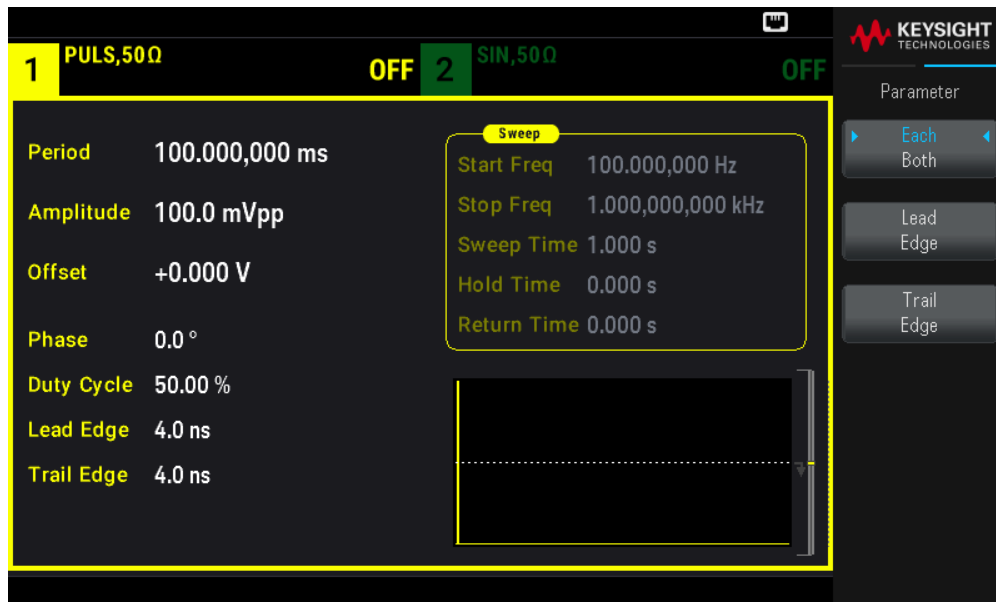 KEYSIGHT
TECHNOLOGIES
1 PULS,50Ω OFF 2 SIN,50Ω OFF
Parameter
Period 100.000,000 ms
Amplitude 100.0 mVpp
Offset +0.000 V
Phase 0.0 °
Duty Cycle 50.00 %
Lead Edge 4.0 ns
Trail Edge 4.0 ns
Sweep
Start Freq 100.000,000 Hz
Stop Freq 1.000,000,000 kHz
Sweep Time 1.000 s
Hold Time 0.000 s
Return Time 0.000 s
Each
Both
Lead
Edge
Trail
Edge